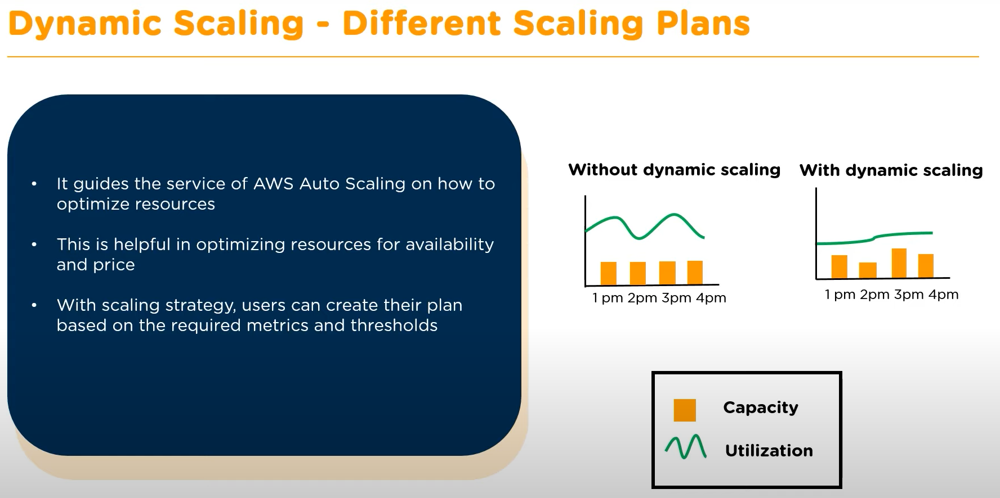 Dynamic Scaling - Different Scaling Plans
• It guides the service of AWS Auto Scaling on how to
optimize resources
• This is helpful in optimizing resources for availability
and price
• With scaling strategy, users can create their plan
based on the required metrics and thresholds
Without dynamic scaling
1 pm 2pm 3pm 4pm
With dynamic scaling
1 pm 2pm 3pm 4pm
Capacity
Utilization